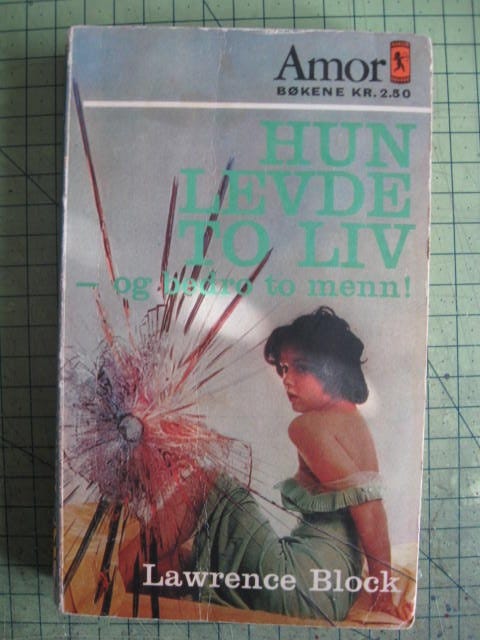 Amor
BØKENE KR. 2.50
HUN
LEVDE
TO LIV
- og bedro to menn!
Lawrence Block